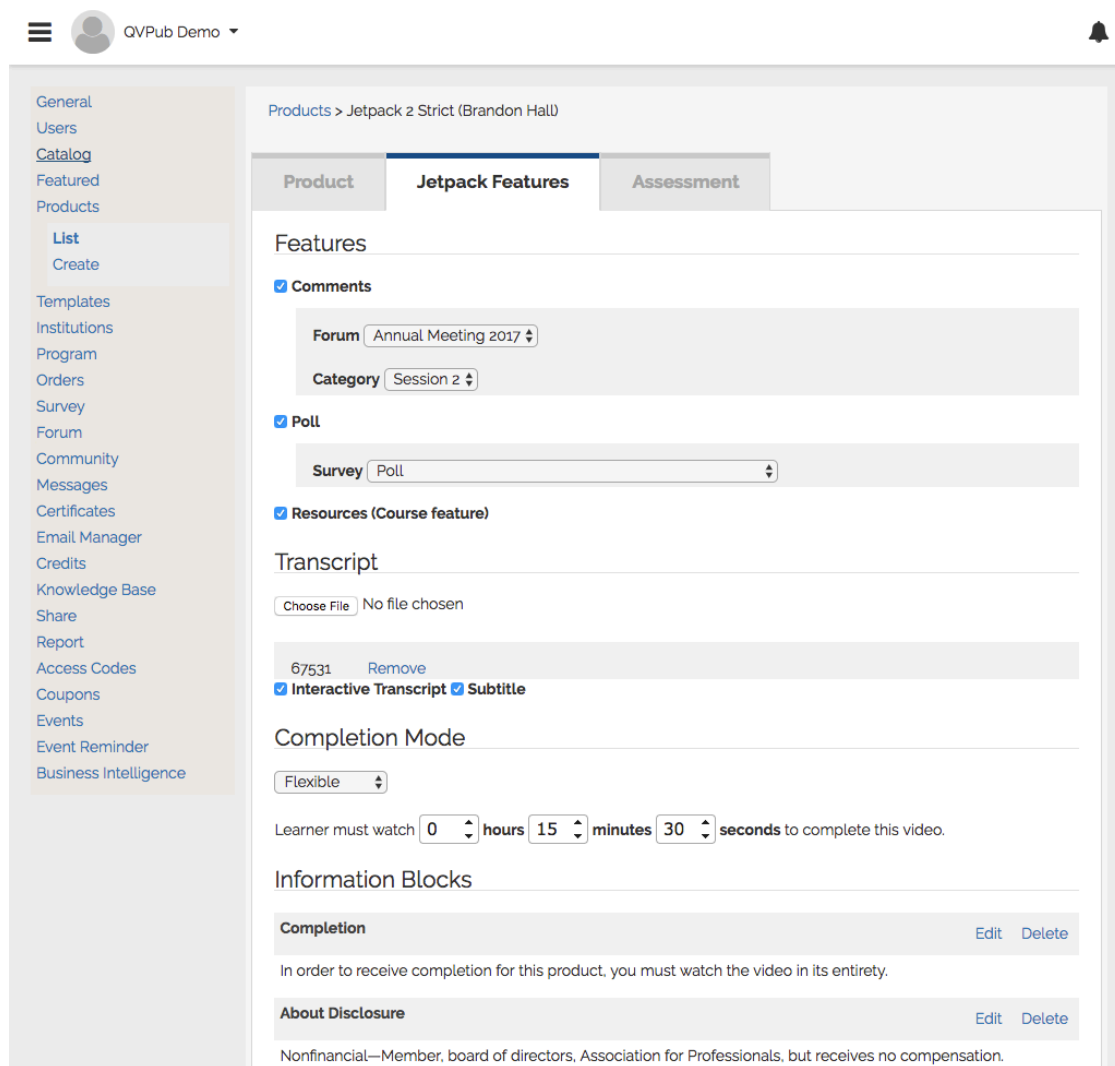 QVPub Demo
General
Users
Catalog
Featured
Products
List
Create
Templates
Institutions
Program
Orders
Survey
Forum
Community
Messages
Certificates
Email Manager
Credits
Knowledge Base
Share
Report
Access Codes
Coupons
Events
Event Reminder
Business Intelligence
Products > Jetpack 2 Strict (Brandon Hall)
Product Jetpack Features Assessment
Features
Comments
Forum Annual Meeting 2017
Category Session 2
Poll
Survey Poll
Resources (Course feature)
Transcript
Choose File No file chosen
67531 Remove
Interactive Transcript Subtitle
Completion Mode
Flexible
Learner must watch 0 hours 15 minutes 30 seconds to complete this video.
Information Blocks
Completion Edit Delete
In order to receive completion for this product, you must watch the video in its entirety.
About Disclosure Edit Delete
Nonfinancial—Member, board of directors, Association for Professionals, but receives no compensation.